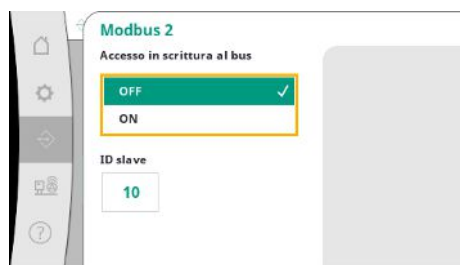 Modbus 2
Accesso in scrittura al bus
OFF
ON
ID slave
10